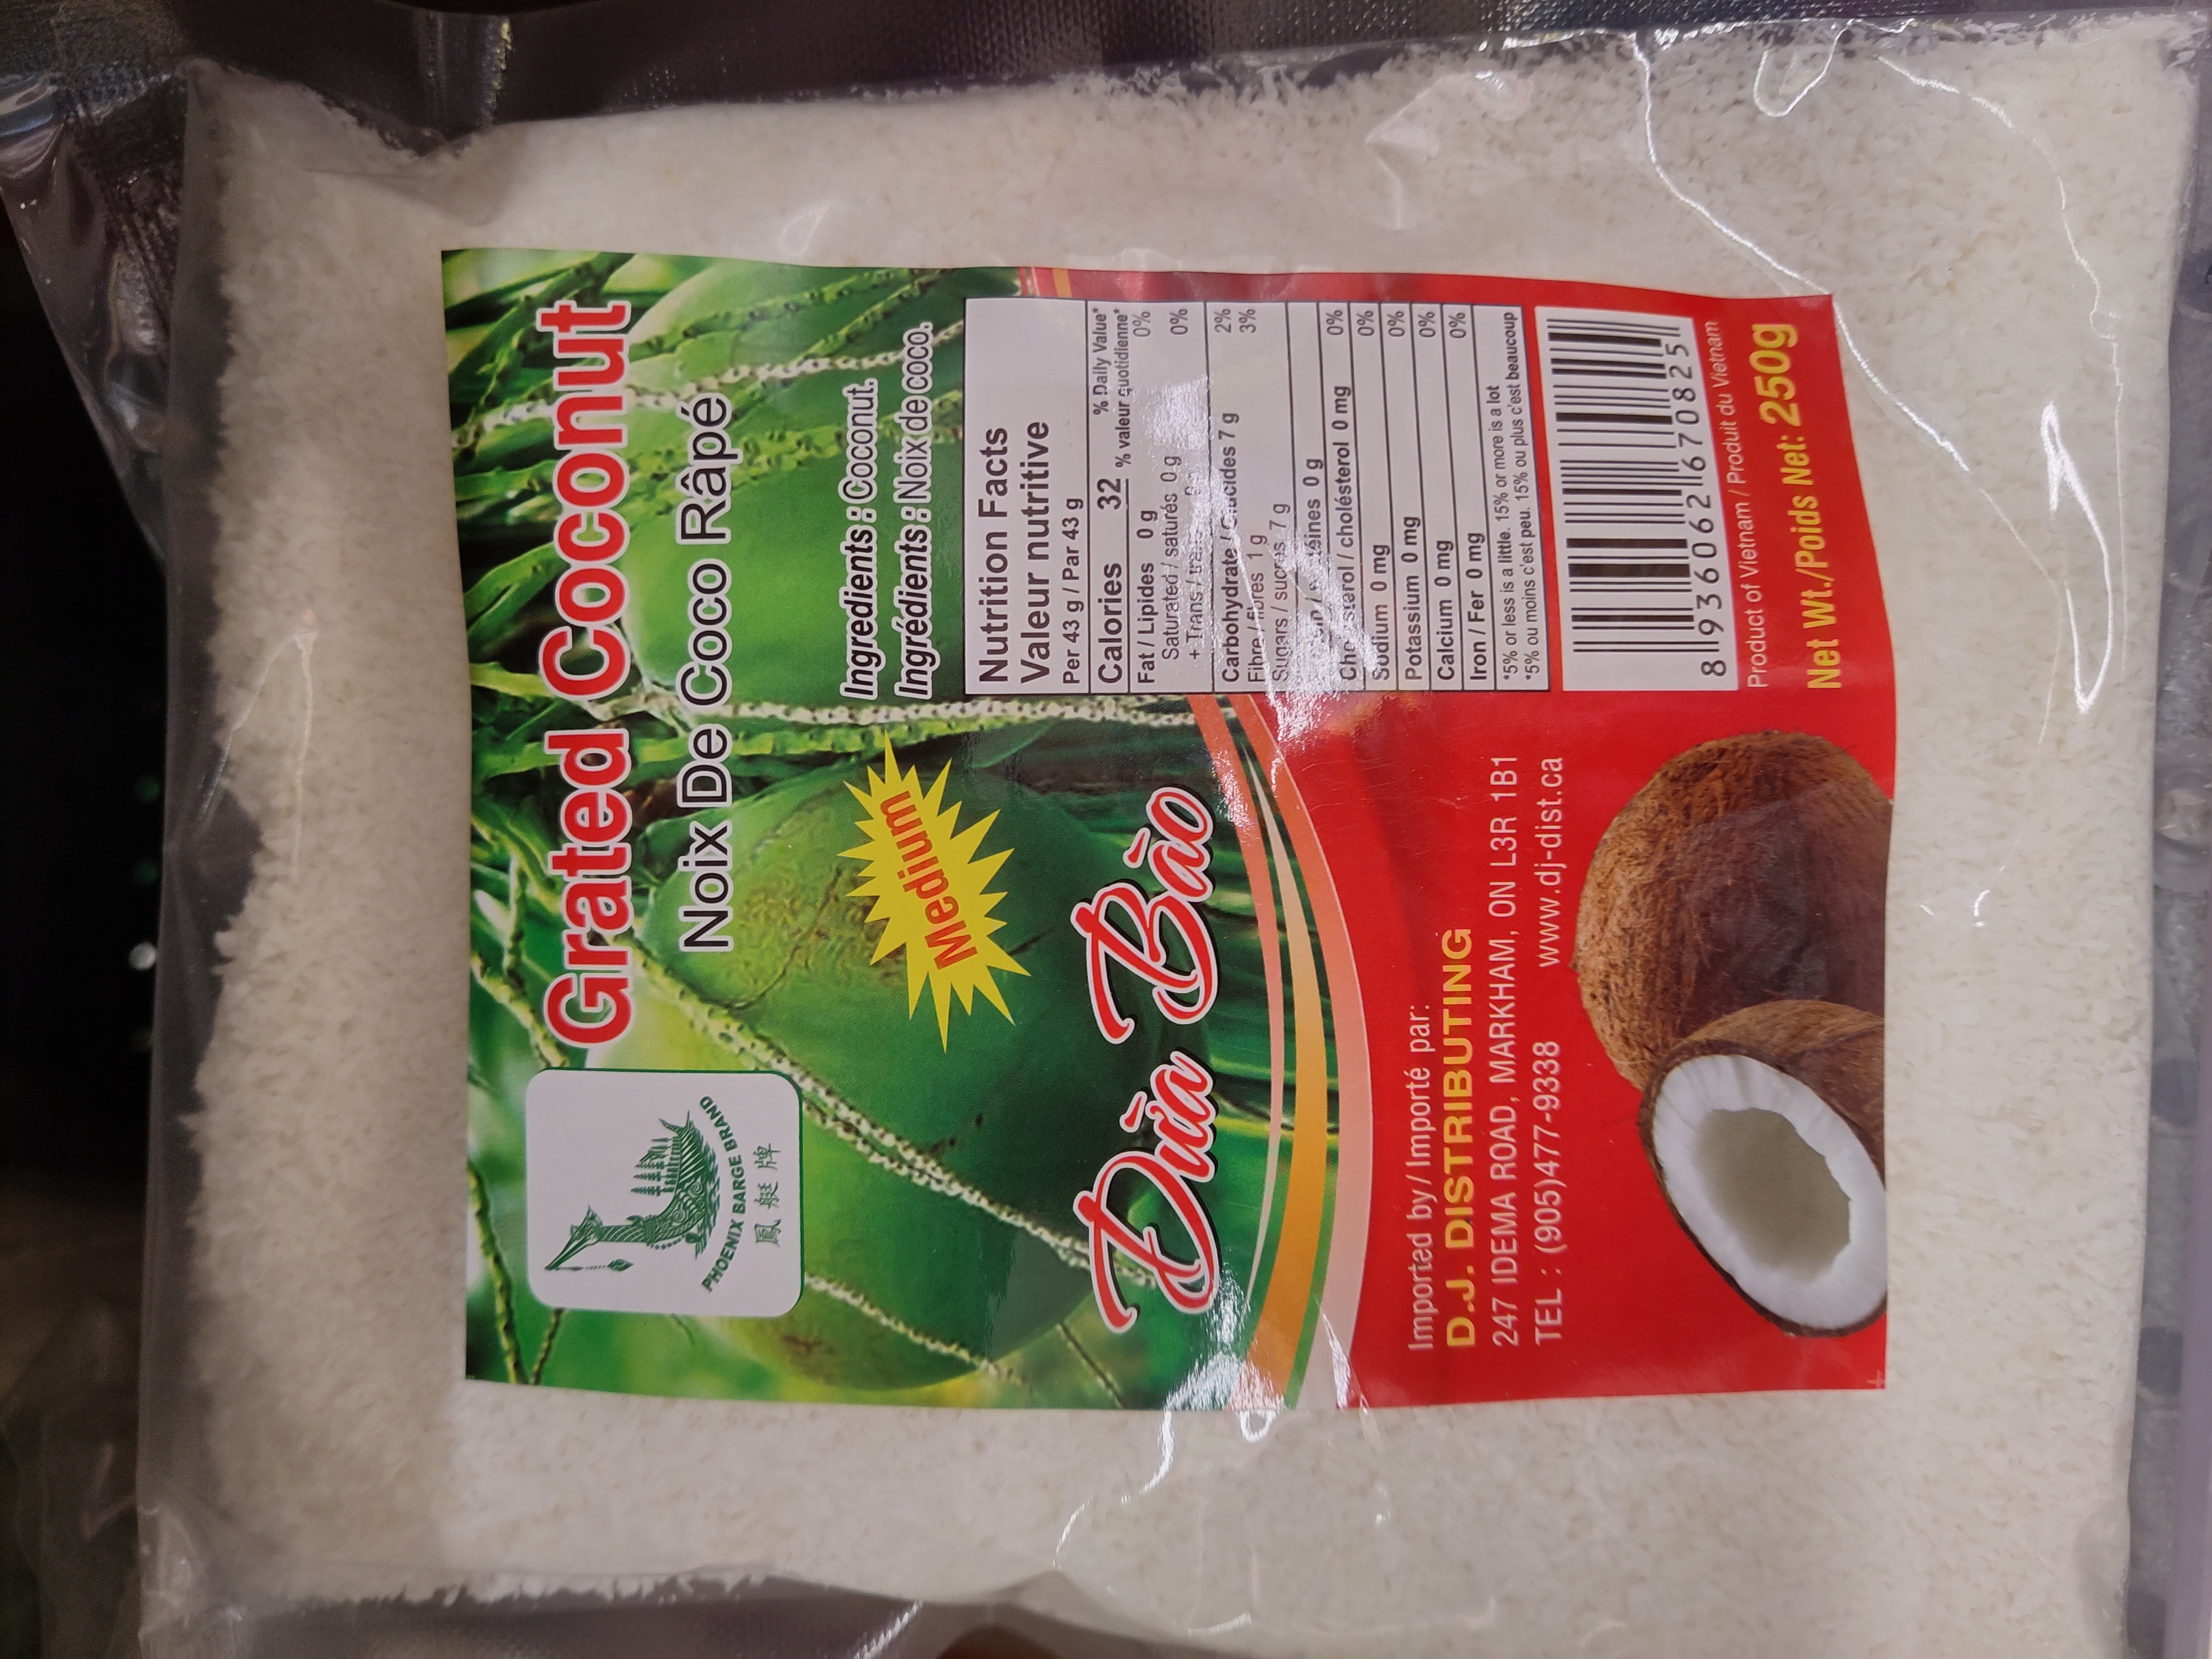 PHOENIX BARGE BRAND
鳳艇牌
Grated Coconut
Noix De Coco Râpé
Medium
Ingredients : Coconut.
Ingrédients : Noix de coco.
Dừa Bào
Nutrition Facts
Valeur nutritive
Per 43 g / Par 43 g
Calories 32 % Daily Value*
% valeur quotidienne*
Fat / Lipides 0 g 0%
Saturated / saturés 0 g
+ Trans / 0%
Carbohydrate / Glucides 7 g 2%
Fibre / fibres 1 g 3%
Sugars / sucres 7 g
0 g
Cholesterol / cholésterol 0 mg 0%
Sodium 0 mg 0%
Potassium 0 mg 0%
Calcium 0 mg 0%
Iron / Fer 0 mg 0%
*5% or less is a little. 15% or more is a lot
*5% ou moins c'est peu. 15% ou plus c'est beaucoup
8 936062 670825
Product of Vietnam / Produit du Vietnam
Net Wt./Poids Net: 250g
Imported by / Importé par:
D.J. DISTRIBUTING
247 IDEMA ROAD, MARKHAM, ON L3R 1B1
TEL : (905)477-9338 www.dj-dist.ca